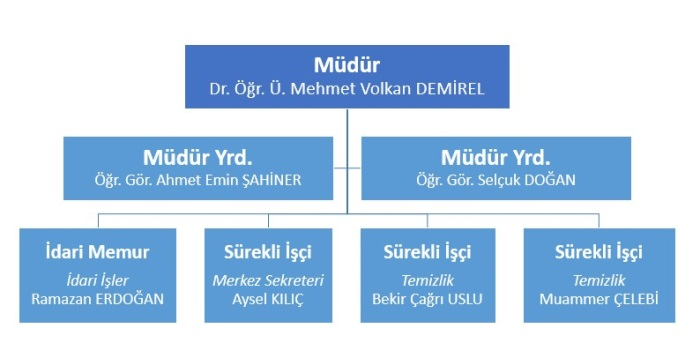 Müdür
Dr. Öğr. Ü. Mehmet Volkan DEMİREL
Müdür Yrd.
Öğr. Gör. Ahmet Emin ŞAHİNER
Müdür Yrd.
Öğr. Gör. Selçuk DOĞAN
İdari Memur
İdari İşler
Ramazan ERDOĞAN
Sürekli İşçi
Merkez Sekreteri
Aysel KILIÇ
Sürekli İşçi
Temizlik
Bekir Çağrı USLU
Sürekli İşçi
Temizlik
Muammer ÇELEBİ